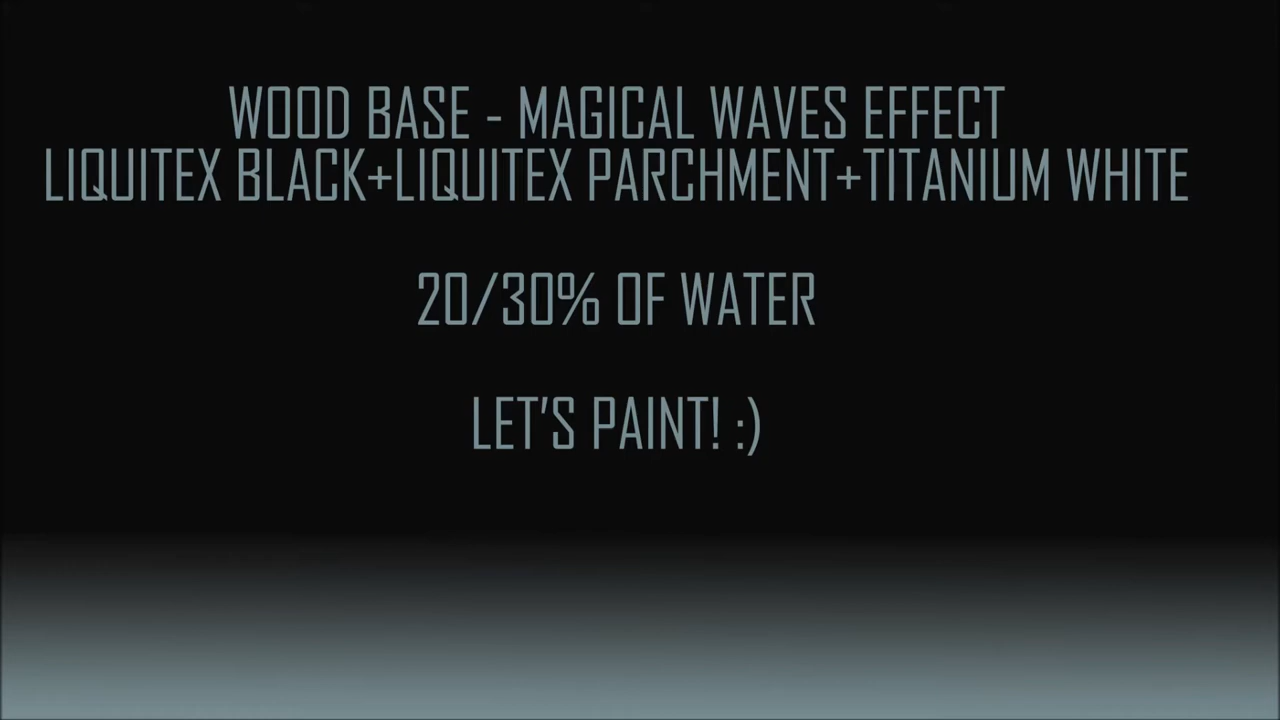 WOOD BASE - MAGICAL WAVES EFFECT
LIQUITEX BLACK+LIQUITEX PARCHMENT+TITANIUM WHITE
20/30% OF WATER
LET'S PAINT! :)